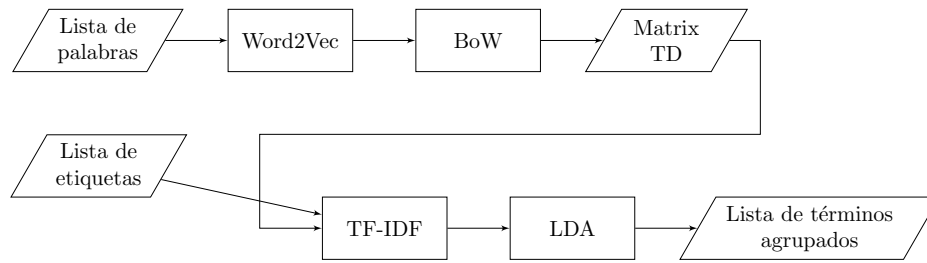 Lista de
palabras
Word2Vec
BoW
Matrix
TD
Lista de
etiquetas
TF-IDF
LDA
Lista de términos
agrupados